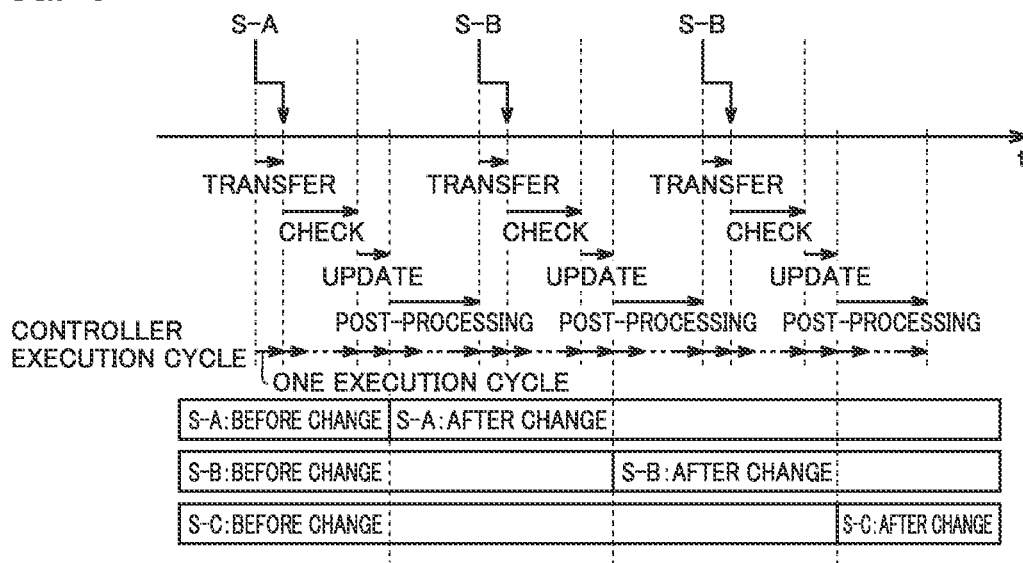 S-A S-B S-B
t
TRANSFER TRANSFER TRANSFER
CHECK CHECK CHECK
UPDATE UPDATE UPDATE
POST-PROCESSING POST-PROCESSING POST-PROCESSING
CONTROLLER
EXECUTION CYCLE
ONE EXECUTION CYCLE
S-A:BEFORE CHANGE S-A:AFTER CHANGE
S-B:BEFORE CHANGE S-B:AFTER CHANGE
S-C:BEFORE CHANGE S-C:AFTER CHANGE